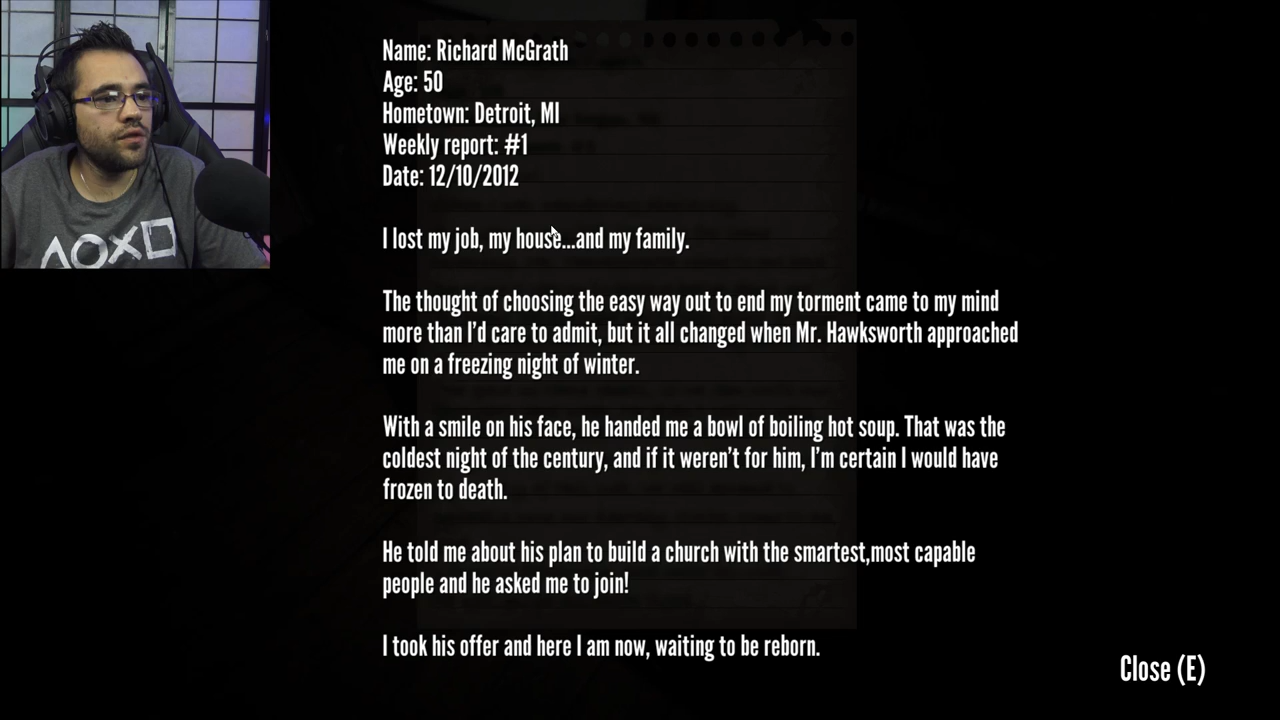 Name: Richard McGrath
Age: 50
Hometown: Detroit, MI
Weekly report: #1
Date: 12/10/2012
I lost my job, my house...and my family.
The thought of choosing the easy way out to end my torment came to my mind
more than I'd care to admit, but it all changed when Mr. Hawksworth approached
me on a freezing night of winter.
With a smile on his face, he handed me a bowl of boiling hot soup. That was the
coldest night of the century, and if it weren't for him, I'm certain I would have
frozen to death.
He told me about his plan to build a church with the smartest,most capable
people and he asked me to join!
I took his offer and here I am now, waiting to be reborn.
Close (E)